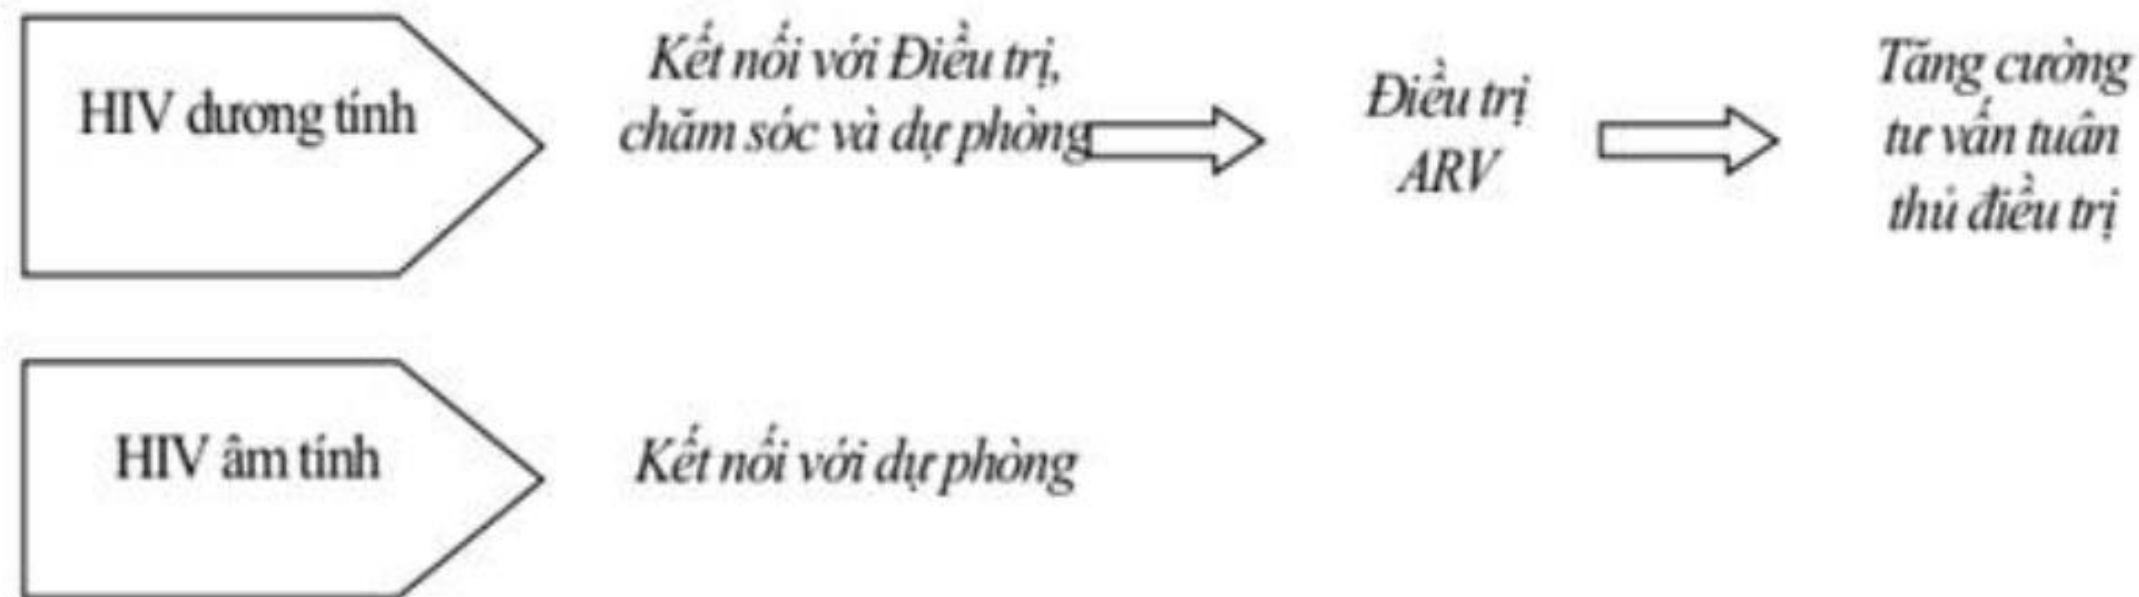 HIV dương tính
Kết nối với Điều trị,
chăm sóc và dự phòng
Điều trị
ARV
Tăng cường
tư vấn tuân
thủ điều trị
HIV âm tính
Kết nối với dự phòng